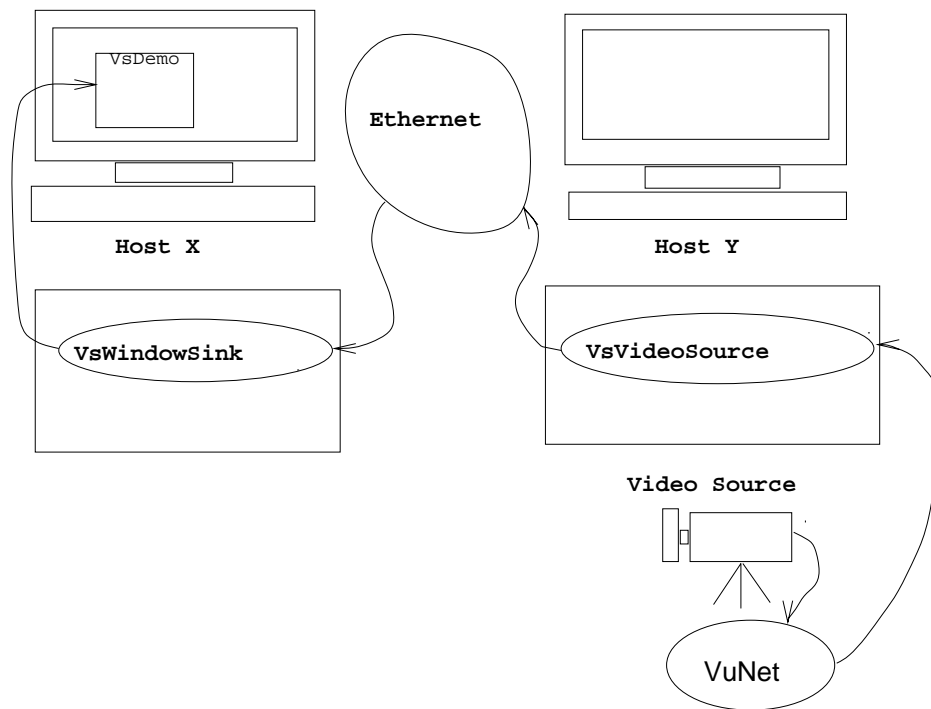 VsDemo
Ethernet
Host X
Host Y
VsWindowSink
VsVideoSource
Video Source
VuNet